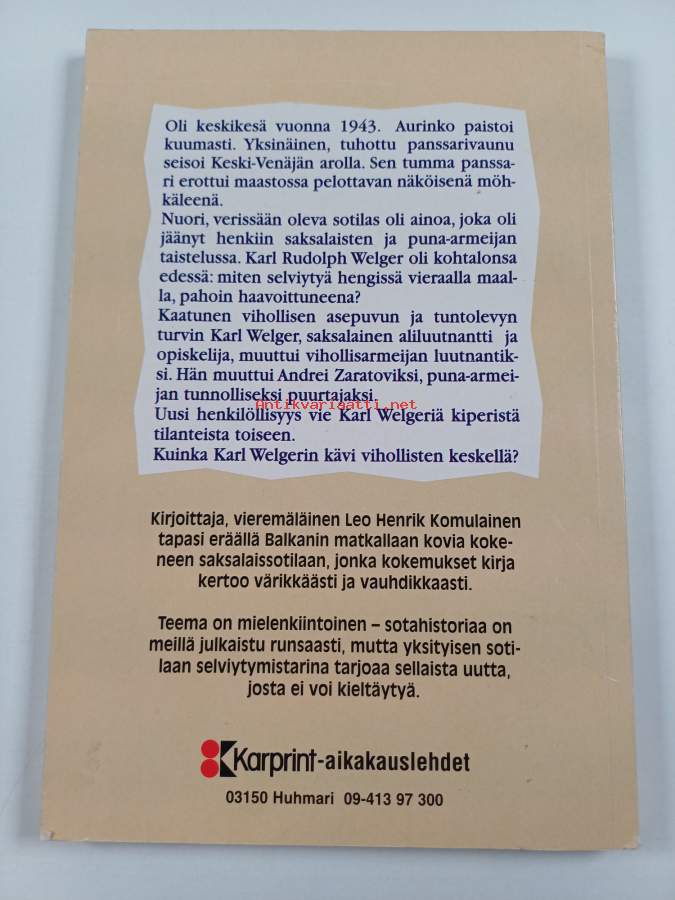 Oli keskikesä vuonna 1943. Aurinko paistoi
kuumasti. Yksinäinen, tuhottu panssarivaunu
seisoi Keski-Venäjän arolla. Sen tumma panssa-
ri erottui maastossa pelottavan näköisenä möh-
käleenä.
Nuori, verissään oleva sotilas oli ainoa, joka oli
jäänyt henkiin saksalaisten ja puna-armeijan
taistelussa. Karl Rudolph Welger oli kohtalonsa
edessä: miten selviytyä hengissä vieraalla maal-
la, pahoin haavoittuneena?
Kaatunen vihollisen asepuvun ja tuntolevyn
turvin Karl Welger, saksalainen aliluutnantti ja
opiskelija, muuttui vihollisarmeijan luutnantik-
si. Hän muuttui Andrei Zaratoviksi, puna-armei-
jan tunnolliseksi puurtajaksi.
Antikvariaatti.net
Uusi henkilöllisyys vie Karl Welgeriä kiperistä
tilanteista toiseen.
Kuinka Karl Welgerin kävi vihollisten keskellä?
Kirjoittaja, vieremäläinen Leo Henrik Komulainen
tapasi eräällä Balkanin matkallaan kovia koke-
neen saksalaissotilaan, jonka kokemukset kirja
kertoo värikkäästi ja vauhdikkaasti.
Teema on mielenkiintoinen – sotahistoriaa on
meillä julkaistu runsaasti, mutta yksityisen soti-
laan selviytymistarina tarjoaa sellaista uutta,
josta ei voi kieltäytyä.
Karprint-aikakauslehdet
03150 Huhmari 09-413 97 300